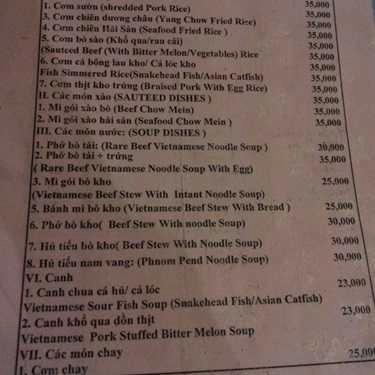 1. Cơm sườn (shredded Pork Rice) 35,000
3. Cơm chiên dương châu (Yang Chow Fried Rice) 35,000
4. Cơm chiên Hải Sản (Seafood Fried Rice ) 35,000
5. Cơm bò xào (Khổ qua/rau cải) 35,000
(Sauteed Beef (With Bitter Melon/Vegetables) Rice 35,000
6. Cơm cá bông lau kho/ Cá lóc kho 35,000
Fish Simmered Rice(Snakehead Fish/Asian Catfish) 35,000
7. Cơm thịt kho trứng (Braised Pork With Egg Rice) 35,000
II. Các món xào (SAUTEED DISHES )
1. Mì gói xào bò (Beef Chow Mein) 35,000
2. Mì gói xào hải sản (Seafood Chow Mein ) 35,000
III. Các món nước: (SOUP DISHES )
1. Phở bò tái: (Rare Beef Vietnamese Noodle Soup ) 30,000
2. Phở bò tái + trứng 35,000
( Rare Beef Vietnamese Noodle Soup With Egg)
3. Mì gói bò kho 25,000
(Vietnamese Beef Stew With Intant Noodle Soup)
5. Bánh mì bò kho (Vietnamese Beef Stew With Bread ) 25,000
6. Phở bò kho( Beef Stew With noodle Soup) 30,000
7. Hủ tiếu bò kho( Beef Stew With Noodle Soup) 30,000
8. Hủ tiếu nam vang: (Phnom Pend Noodle Soup) 30,000
VI. Canh
1. Canh chua cá hú/ cá lóc 23,000
Vietnamese Sour Fish Soup (Snakehead Fish/Asian Catfish)
2. Canh khổ qua dồn thịt 23,000
Vietnamese Pork Stuffed Bitter Melon Soup
VII. Các món chay
1. Cơm chay 25,000